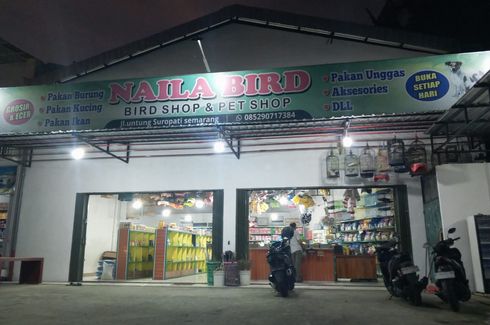 GROSIR
& ECER
Pakan Burung
Pakan Kucing
Pakan Ikan
NAILA BIRD
BIRD SHOP & PET SHOP
Jl.untung Suropati semarang
085290717384
Pakan Unggas
Aksesories
DLL
BUKA
SETIAP
HARI